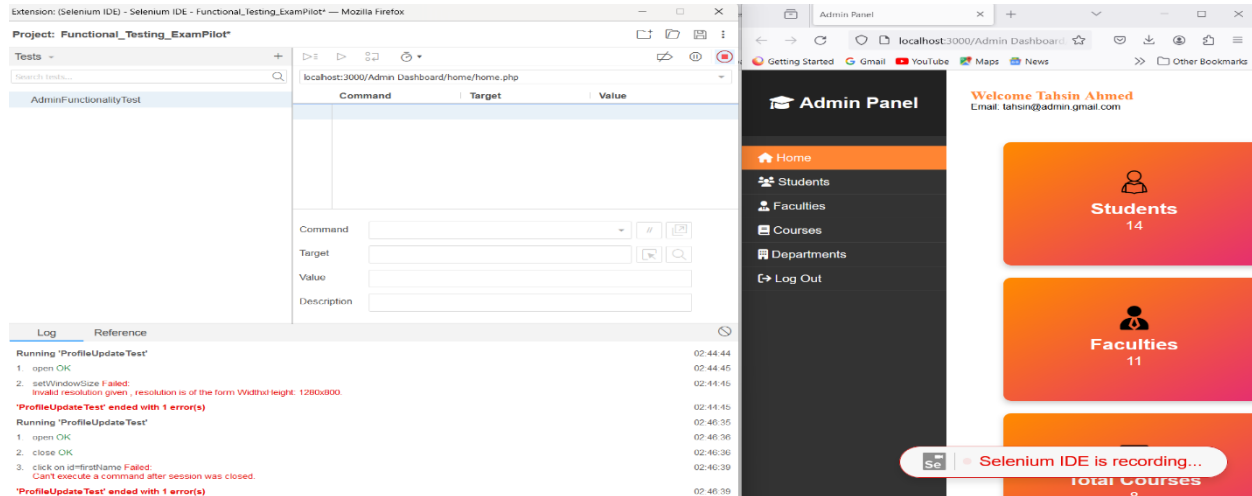 Extension: (Selenium IDE) - Selenium IDE - Functional_Testing_ExamPilot* — Mozilla Firefox
Project: Functional_Testing_ExamPilot*
Tests
Search tests...
AdminFunctionalityTest
localhost:3000/Admin Dashboard/home/home.php
Command Target Value
Command
//
Target
Value
Description
Log Reference
Running 'ProfileUpdateTest' 02:44:44
1. open OK 02:44:45
2. setWindowSize Failed: 02:44:45
Invalid resolution given , resolution is of the form WidthxHeight: 1280x800.
'ProfileUpdateTest' ended with 1 error(s) 02:44:45
Running 'ProfileUpdateTest' 02:46:35
1. open OK 02:46:36
2. close OK 02:46:36
3. click on id=firstName Failed: 02:46:39
Can't execute a command after session was closed.
'ProfileUpdateTest' ended with 1 error(s) 02:46:39
Admin Panel
localhost:3000/Admin Dashboard
Getting Started Gmail YouTube Maps News Other Bookmarks
Admin Panel
Home
Students
Faculties
Courses
Departments
Log Out
Welcome Tahsin Ahmed
Email: tahsin@admin.gmail.com
Students
14
Faculties
11
Se Selenium IDE is recording...
Total Courses